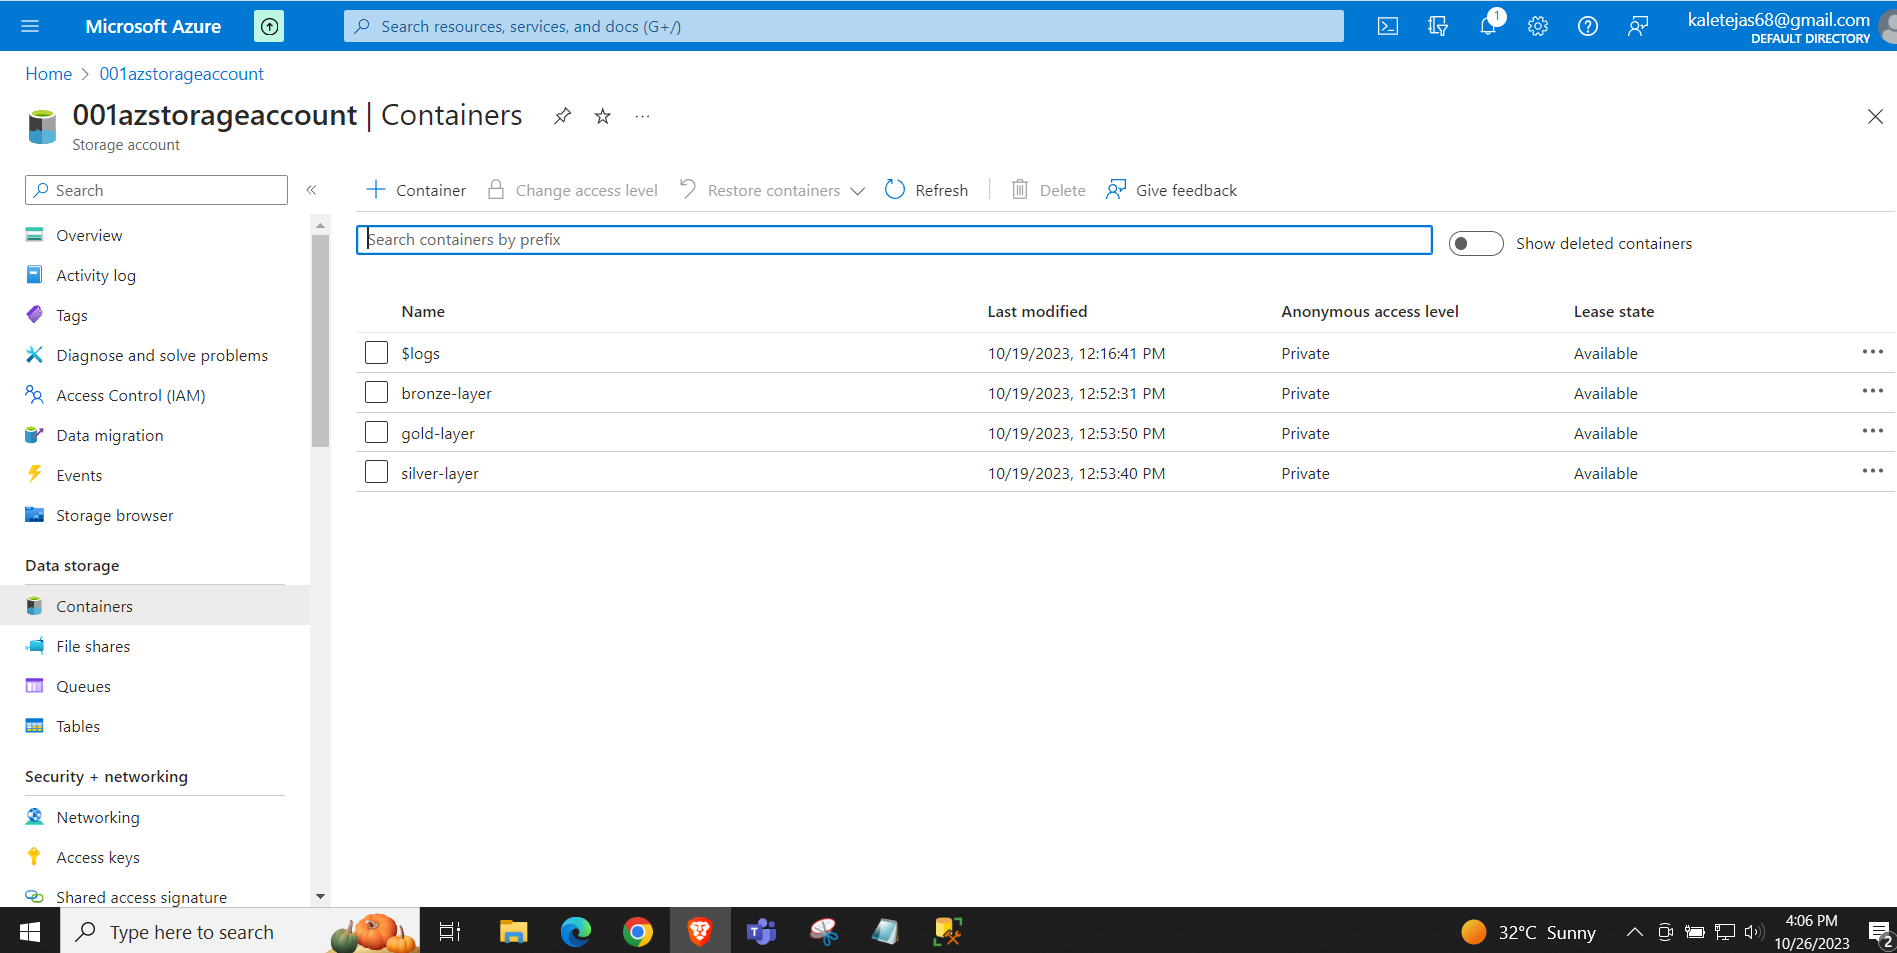 Microsoft Azure
Search resources, services, and docs (G+/)
1
kaletejas68@gmail.com
DEFAULT DIRECTORY
Home > 001azstorageaccount
001azstorageaccount | Containers
Storage account
Search
«
Overview
Activity log
Tags
Diagnose and solve problems
Access Control (IAM)
Data migration
Events
Storage browser
Data storage
Containers
File shares
Queues
Tables
Security + networking
Networking
Access keys
Shared access signature
Container Change access level Restore containers Refresh Delete Give feedback
Search containers by prefix
Show deleted containers
Name Last modified Anonymous access level Lease state
$logs 10/19/2023, 12:16:41 PM Private Available
bronze-layer 10/19/2023, 12:52:31 PM Private Available
gold-layer 10/19/2023, 12:53:50 PM Private Available
silver-layer 10/19/2023, 12:53:40 PM Private Available
Type here to search
32°C Sunny
4:06 PM
10/26/2023
2